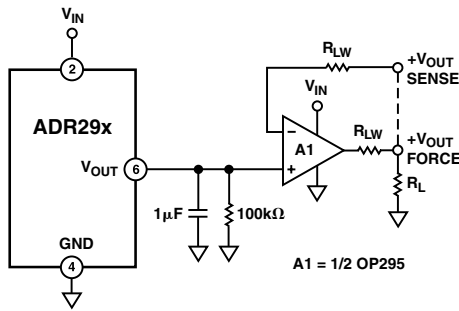 VIN
2
ADR29x
VOUT
6
GND
4
1µF
100kΩ
RLW
+VOUT
SENSE
VIN
A1
RLW
+VOUT
FORCE
RL
A1 = 1/2 OP295